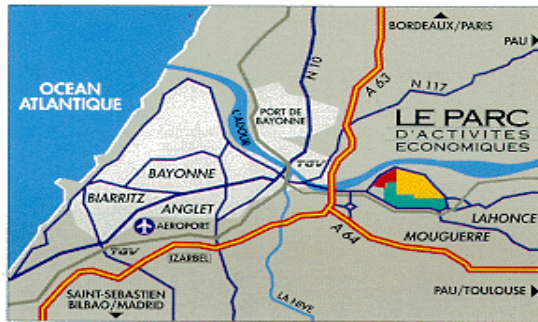 BORDEAUX/PARIS
PAU
OCEAN
ATLANTIQUE
N 10
A 63
N 117
PORT DE
BAYONNE
L'ADOUR
LE PARC
D'ACTIVITES
ECONOMIQUES
TGV
BAYONNE
BIARRITZ
ANGLET
AEROPORT
LAHONCE
MOUGUERRE
TGV
IZARBEL
A 64
SAINT-SEBASTIEN
BILBAO/MADRID
LA NIVE
PAU/TOULOUSE